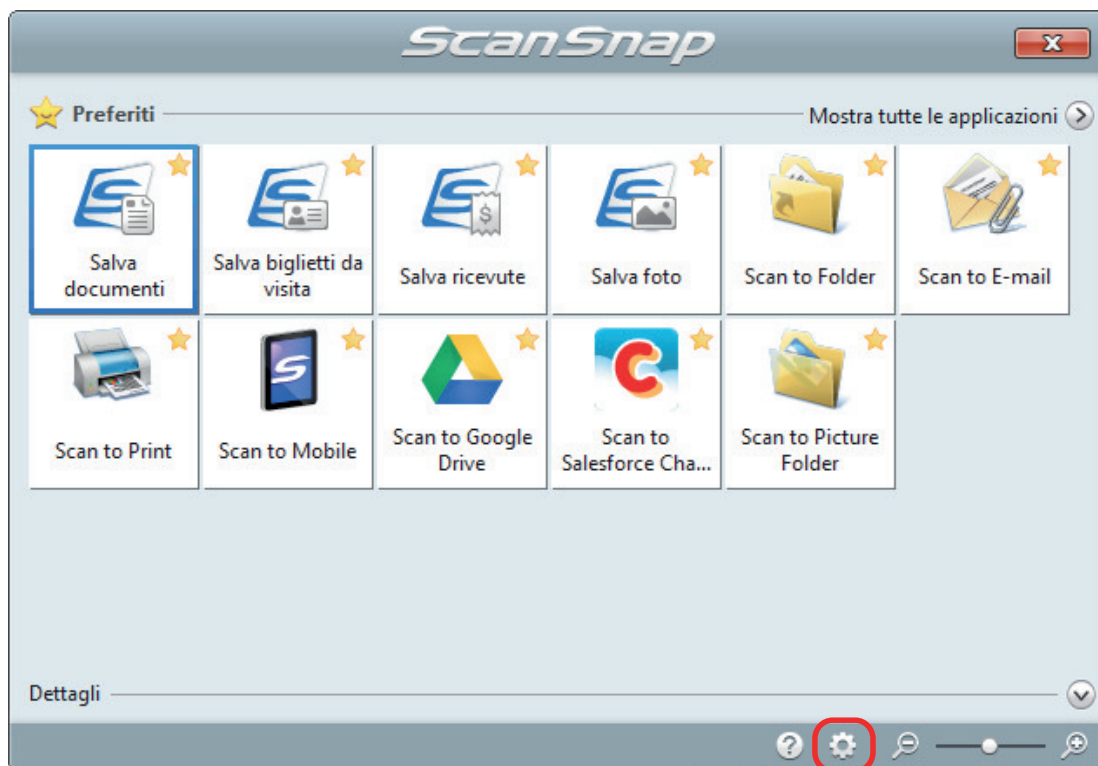 ScanSnap
Preferiti
Mostra tutte le applicazioni
Salva
documenti
Salva biglietti da
visita
Salva ricevute
Salva foto
Scan to Folder
Scan to E-mail
Scan to Print
Scan to Mobile
Scan to Google
Drive
Scan to
Salesforce Cha...
Scan to Picture
Folder
Dettagli